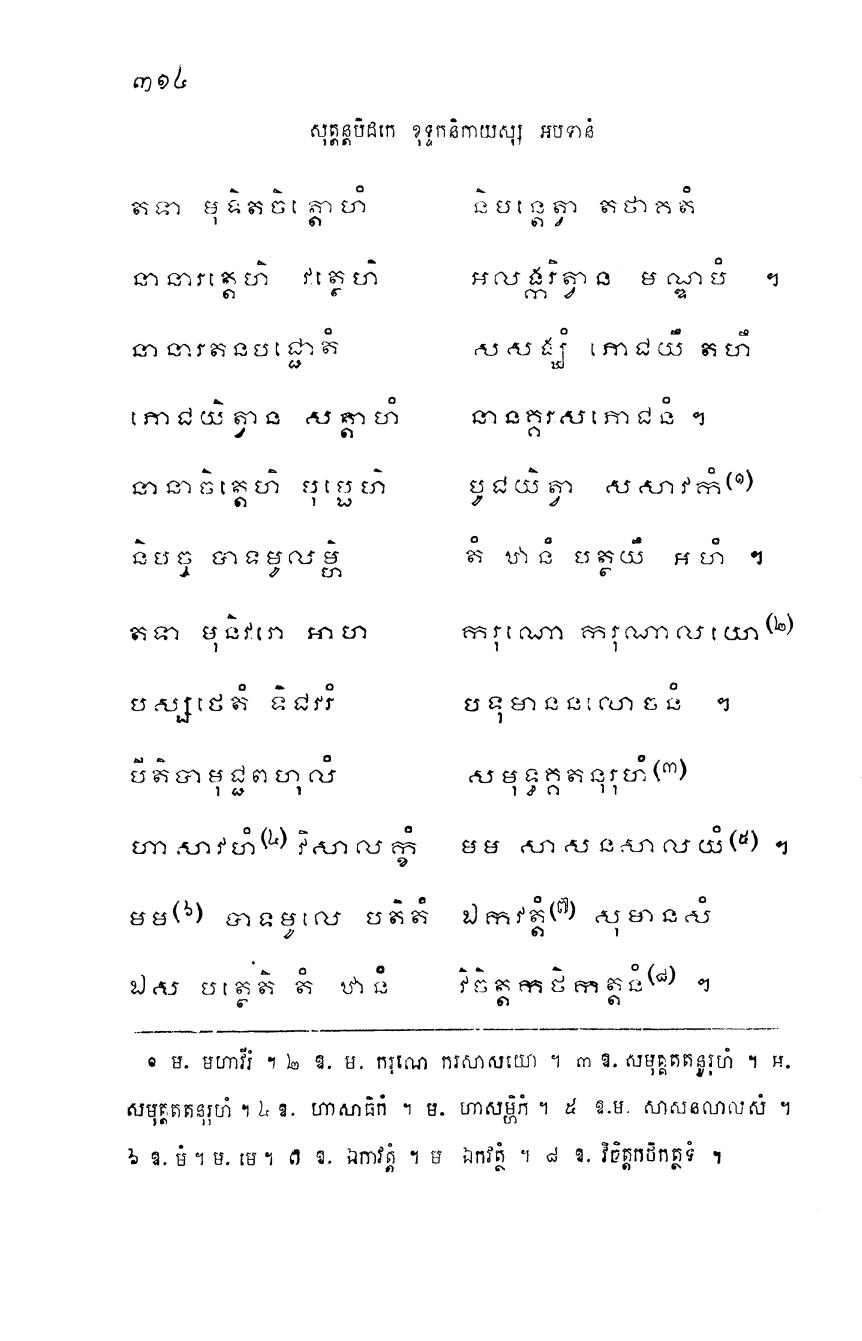 ៣១៤
សុត្តន្តបិដកេ ខុទ្ទកនិកាយស្ស អបទានំ
តទា មុទិតចិត្តោហំ និមន្តេត្វា តថាគតំ
នានារត្តេហិ វត្ថេហិ អលង្ករិត្វាន មណ្ឌបំ ។
នានារតនបជ្ជោតំ សសង្ឃំ ភោជយឹ តហឹ
ភោជយិត្វាន សត្តាហំ នានគ្គរសភោជនំ ។
នានាចិត្តេហិ បុប្ផេហិ បូជយិត្វា សសាវកំ(១)
និបច្ច បាទមូលម្ហិ តំ ឋានំ បត្ថយឹ អហំ ។
តទា មុនិវរោ អាហ ករុណោ ករុណាលយោ(២)
បស្សថេតំ ទិជវរំ បទុមាននលោចនំ ។
បីតិបាមុជ្ជពហុលំ សមុទ្ធគ្គតនុរុហំ(៣)
ហាសាវហំ(៤) វិសាលក្ខំ មម សាសនសាលយំ(៥) ។
មម(៦) បាទមូលេ បតិតំ ឯកវត្តំ(៧) សុមានសំ
ឯស បត្ថេតិ តំ ឋានំ វិចិត្តកថិកត្តនំ(៨) ។
១ ម. មហាវីរំ ។ ២ ឱ. ម. ករុណេ ករសាសយោ ។ ៣ ឱ. សមុគ្គតតនូរុហំ ។ អ.
សមុគ្គតតនុរុហំ ។ ៤ ឱ. ហាសាធិកំ ។ ម. ហាសម្ហិកំ ។ ៥ ឱ.ម. សាសនលាលសំ ។
៦ ឱ. មំ ។ ម. មេ ។ ៧ ឱ. ឯកាវត្តំ ។ ម ឯកវត្ថំ ។ ៨ ឱ. វិចិត្តកថិកត្ថទំ ។